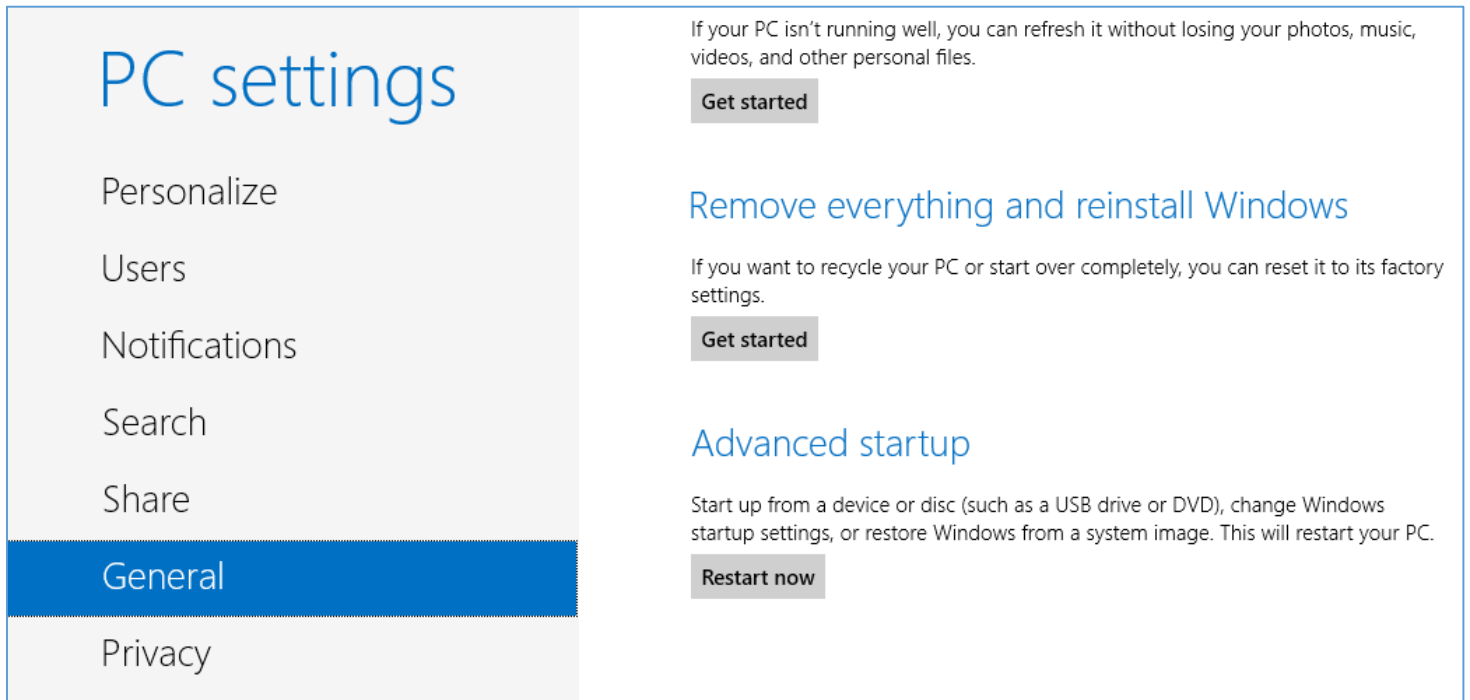 PC settings
Personalize
Users
Notifications
Search
Share
General
Privacy
If your PC isn't running well, you can refresh it without losing your photos, music,
videos, and other personal files.
Get started
Remove everything and reinstall Windows
If you want to recycle your PC or start over completely, you can reset it to its factory
settings.
Get started
Advanced startup
Start up from a device or disc (such as a USB drive or DVD), change Windows
startup settings, or restore Windows from a system image. This will restart your PC.
Restart now